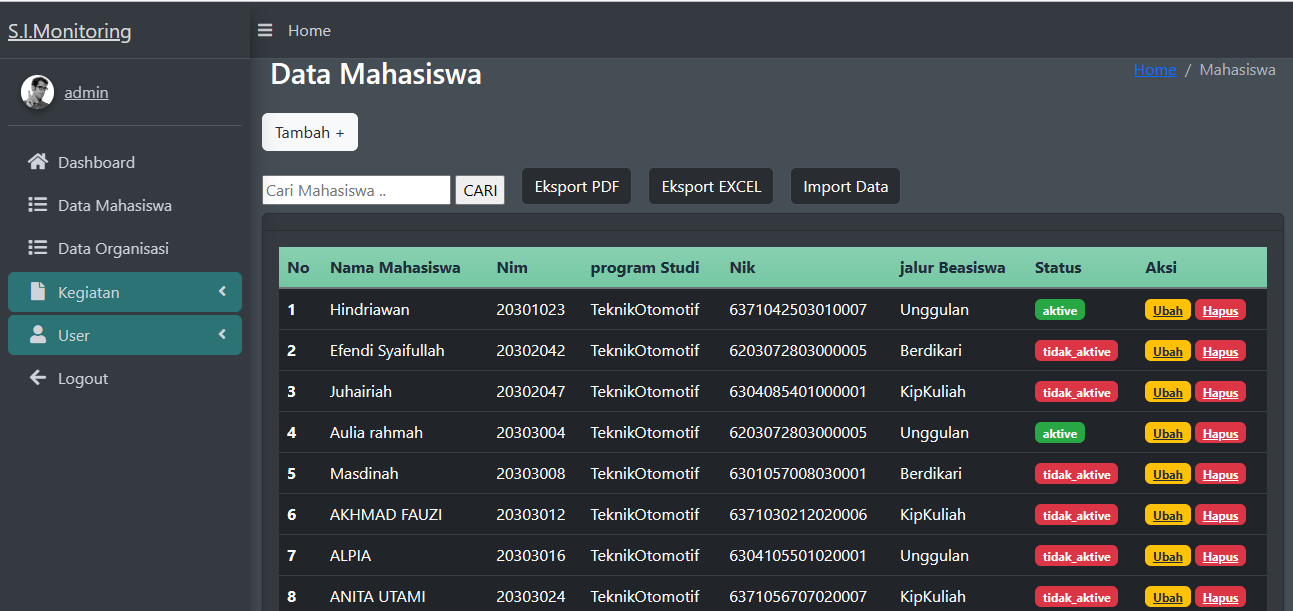 S.I.Monitoring
Home
Data Mahasiswa
Home / Mahasiswa
admin
Tambah +
Dashboard
Data Mahasiswa
Data Organisasi
Kegiatan
User
Logout
Cari Mahasiswa .. CARI Eksport PDF Eksport EXCEL Import Data
No Nama Mahasiswa Nim program Studi Nik jalur Beasiswa Status Aksi
1 Hindriawan 20301023 TeknikOtomotif 6371042503010007 Unggulan aktive Ubah Hapus
2 Efendi Syaifullah 20302042 TeknikOtomotif 6203072803000005 Berdikari tidak_aktive Ubah Hapus
3 Juhairiah 20302047 TeknikOtomotif 6304085401000001 KipKuliah tidak_aktive Ubah Hapus
4 Aulia rahmah 20303004 TeknikOtomotif 6203072803000005 Unggulan aktive Ubah Hapus
5 Masdinah 20303008 TeknikOtomotif 6301057008030001 Berdikari tidak_aktive Ubah Hapus
6 AKHMAD FAUZI 20303012 TeknikOtomotif 6371030212020006 KipKuliah tidak_aktive Ubah Hapus
7 ALPIA 20303016 TeknikOtomotif 6304105501020001 Unggulan tidak_aktive Ubah Hapus
8 ANITA UTAMI 20303024 TeknikOtomotif 6371056707020007 KipKuliah tidak_aktive Ubah Hapus